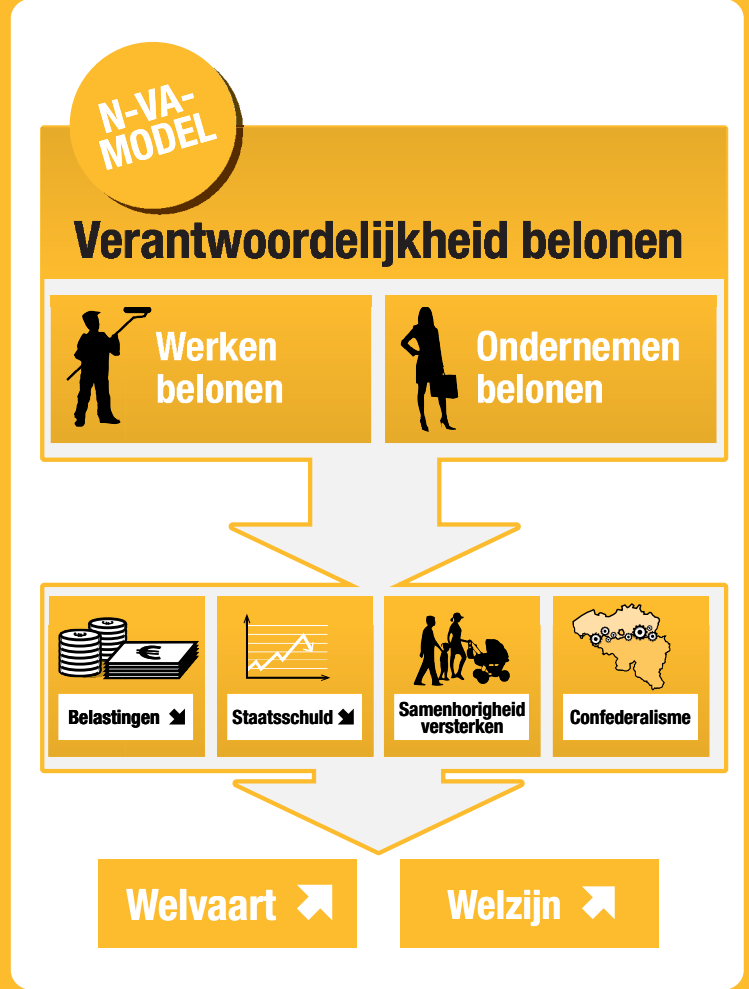 N-VA-
MODEL
Verantwoordelijkheid belonen
Werken
belonen
Ondernemen
belonen
€
Belastingen
Staatsschuld
Samenhorigheid
versterken
Confederalisme
Welvaart
Welzijn